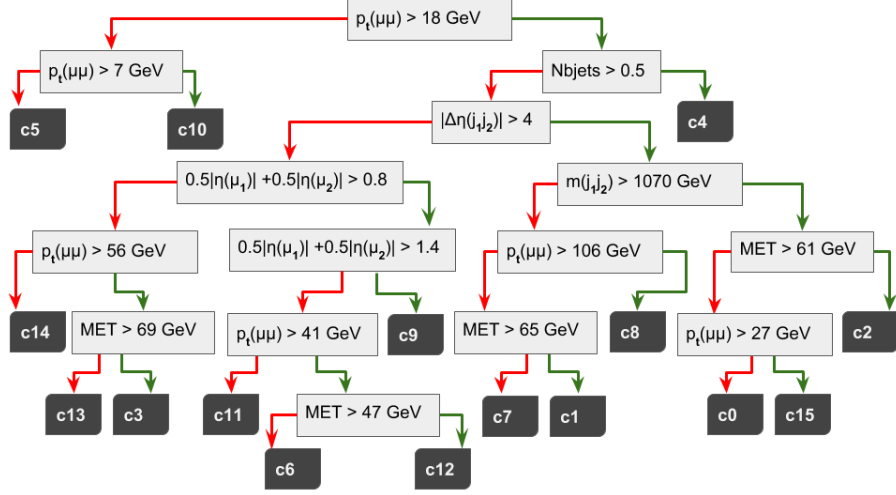 pₜ(μμ) > 18 GeV
pₜ(μμ) > 7 GeV
Nbjets > 0.5
c5
c10
|Δη(j₁j₂)| > 4
c4
0.5|η(μ₁)| +0.5|η(μ₂)| > 0.8
m(j₁j₂) > 1070 GeV
pₜ(μμ) > 56 GeV
0.5|η(μ₁)| +0.5|η(μ₂)| > 1.4
pₜ(μμ) > 106 GeV
MET > 61 GeV
c14
MET > 69 GeV
pₜ(μμ) > 41 GeV
c9
MET > 65 GeV
c8
pₜ(μμ) > 27 GeV
c2
c13
c3
c11
MET > 47 GeV
c7
c1
c0
c15
c6
c12